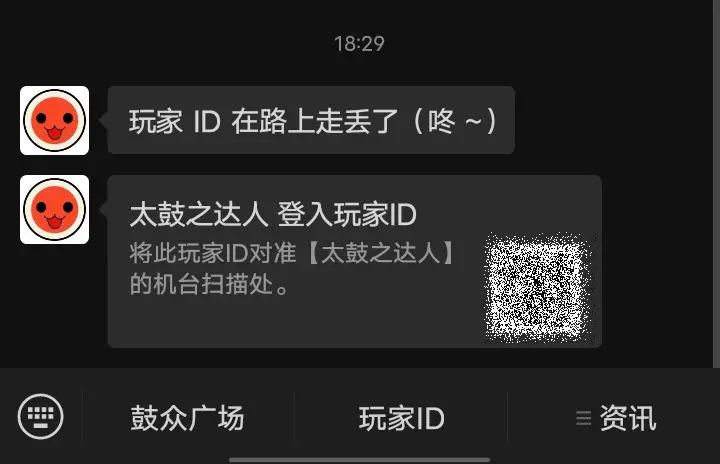 18:29
玩家 ID 在路上走丢了（咚 ~）
太鼓之达人 登入玩家ID
将此玩家ID对准【太鼓之达人】
的机台扫描处。
鼓众广场
玩家ID
资讯